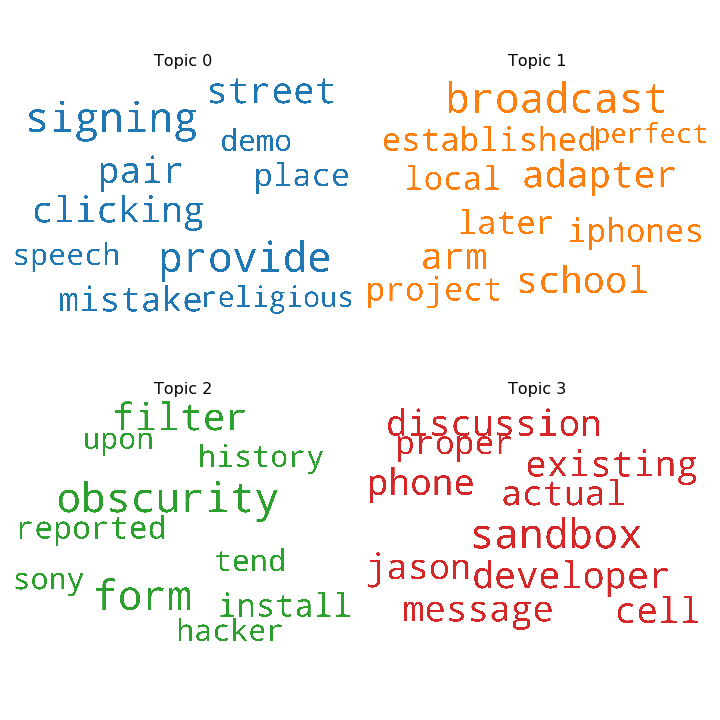 Topic 0
street
signing
demo
pair
place
clicking
speech
provide
mistake
religious
Topic 1
broadcast
established
perfect
local
adapter
later
iphones
arm
project
school
Topic 2
filter
upon
history
obscurity
reported
tend
sony
form
install
hacker
Topic 3
discussion
proper
existing
phone
actual
sandbox
jason
developer
message
cell